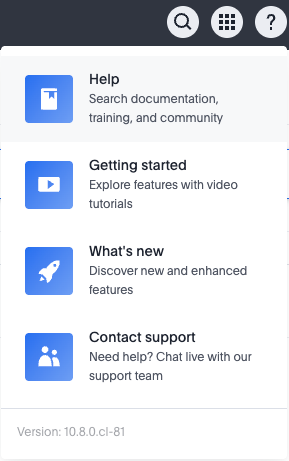 ?
Help
Search documentation,
training, and community
Getting started
Explore features with video
tutorials
What's new
Discover new and enhanced
features
Contact support
Need help? Chat live with our
support team
Version: 10.8.0.cl-81